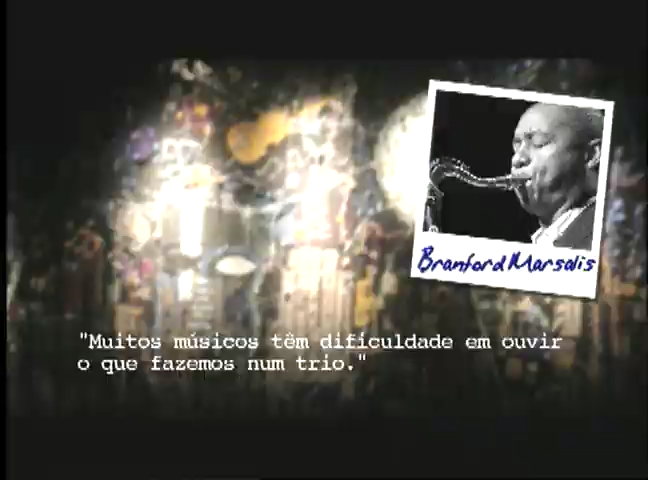 Branford Marsalis
"Muitos músicos têm dificuldade em ouvir
o que fazemos num trio."